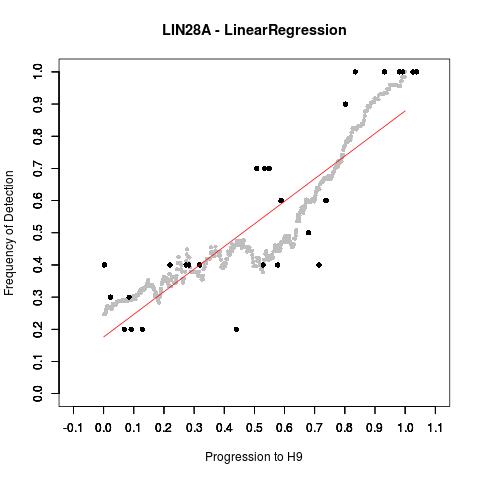 LIN28A - LinearRegression
Frequency of Detection
1.0
0.9
0.8
0.7
0.6
0.5
0.4
0.3
0.2
0.1
0.0
-0.1 0.0 0.1 0.2 0.3 0.4 0.5 0.6 0.7 0.8 0.9 1.0 1.1
Progression to H9